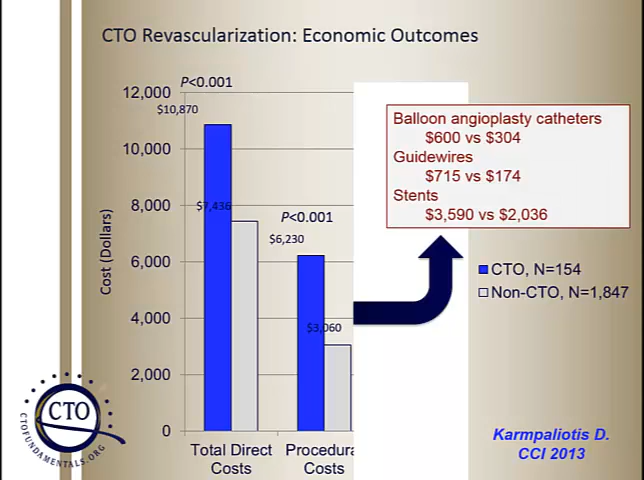 CTO Revascularization: Economic Outcomes
P<0.001
12,000
$10,870
10,000
8,000
$7,436
P<0.001
$6,230
6,000
4,000
$3,060
2,000
0
Cost (Dollars)
Total Direct
Costs
Procedura
Costs
Balloon angioplasty catheters
$600 vs $304
Guidewires
$715 vs $174
Stents
$3,590 vs $2,036
CTO, N=154
Non-CTO, N=1,847
CTO
CTOFUNDAMENTALS.ORG
Karmpaliotis D.
CCI 2013